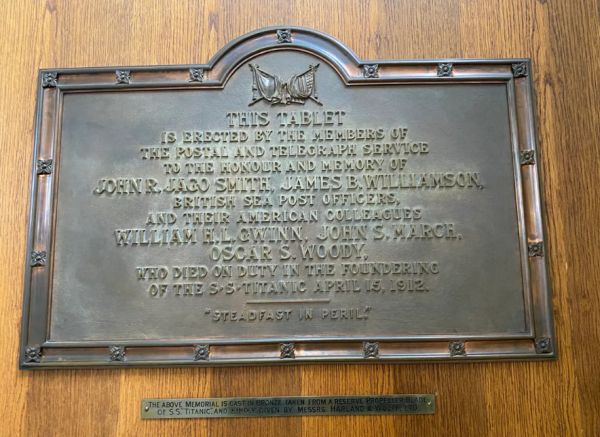 THIS TABLET
IS ERECTED BY THE MEMBERS OF
THE POSTAL AND TELEGRAPH SERVICE
TO THE HONOUR AND MEMORY OF
JOHN R. JAGO SMITH, JAMES B. WILLIAMSON,
BRITISH SEA POST OFFICERS,
AND THEIR AMERICAN COLLEAGUES
WILLIAM H. L. GWINN, JOHN S. MARCH,
OSCAR S. WOODY,
WHO DIED ON DUTY IN THE FOUNDERING
OF THE S·S·TITANIC APRIL 15, 1912.
"STEADFAST IN PERIL."
THE ABOVE MEMORIAL IS CAST IN BRONZE TAKEN FROM A RESERVE PROPELLER BLADE
OF S.S. TITANIC, AND KINDLY GIVEN BY MESSRS. HARLAND & WOLFF, LTD.